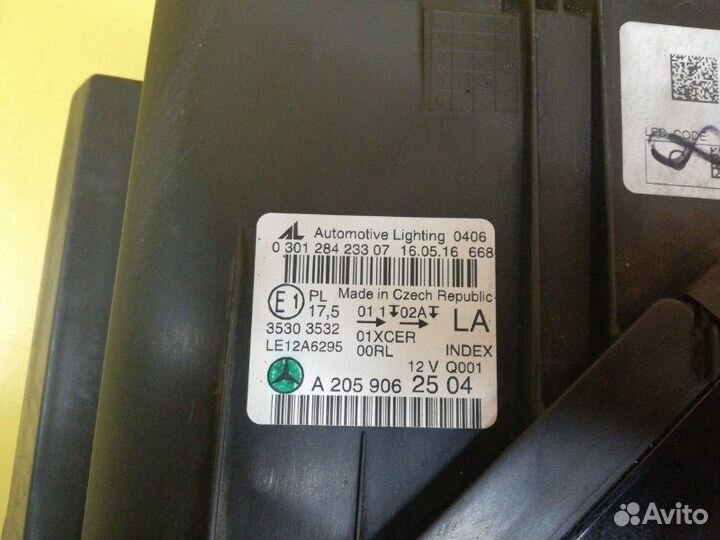 LED CODE
AL Automotive Lighting 0406
0 301 284 233 07 16.05.16 668
E1 PL Made in Czech Republic
17,5 01 1 02A LA
3530 3532 01XCER
LE12A6295 00RL INDEX
12 V Q001
A 205 906 25 04
Avito